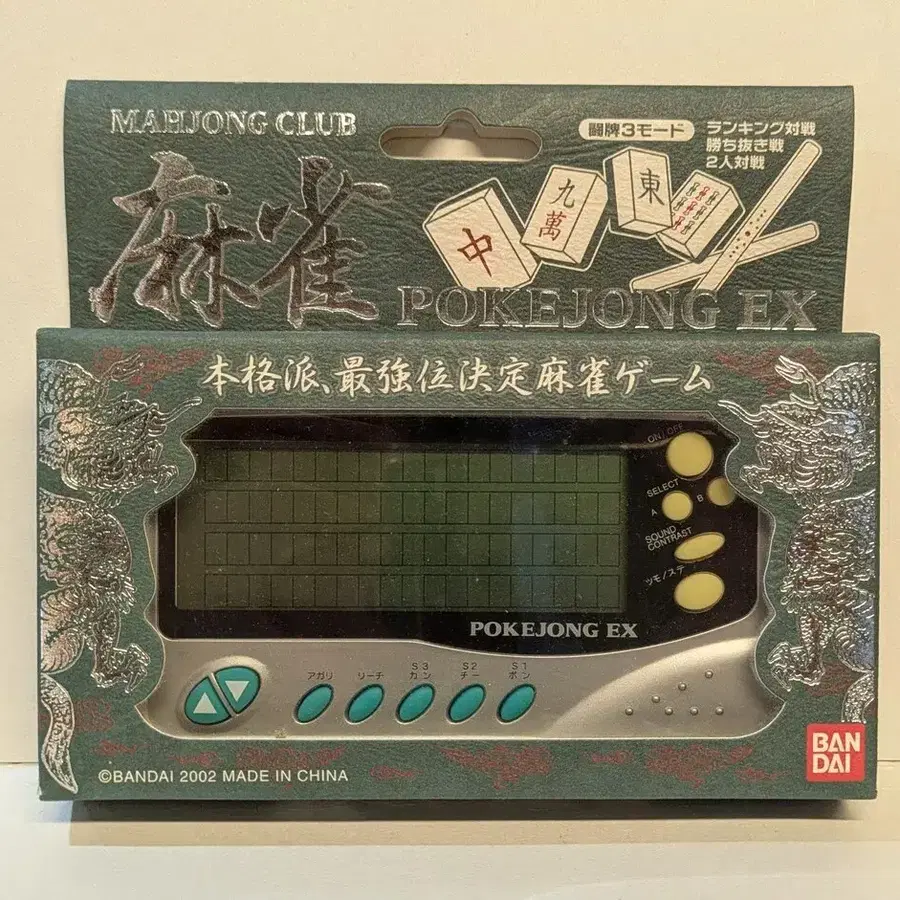 MAHJONG CLUB
麻雀
闘牌3モード
ランキング対戦
勝ち抜き戦
2人対戦
中
九萬
東
POKEJONG EX
本格派、最強位決定麻雀ゲーム
ON/OFF
SELECT
A
B
SOUND
CONTRAST
ツモ/ステ
POKEJONG EX
アガリ
リーチ
S3
カン
S2
チー
S1
ポン
©BANDAI 2002 MADE IN CHINA
BAN
DAI